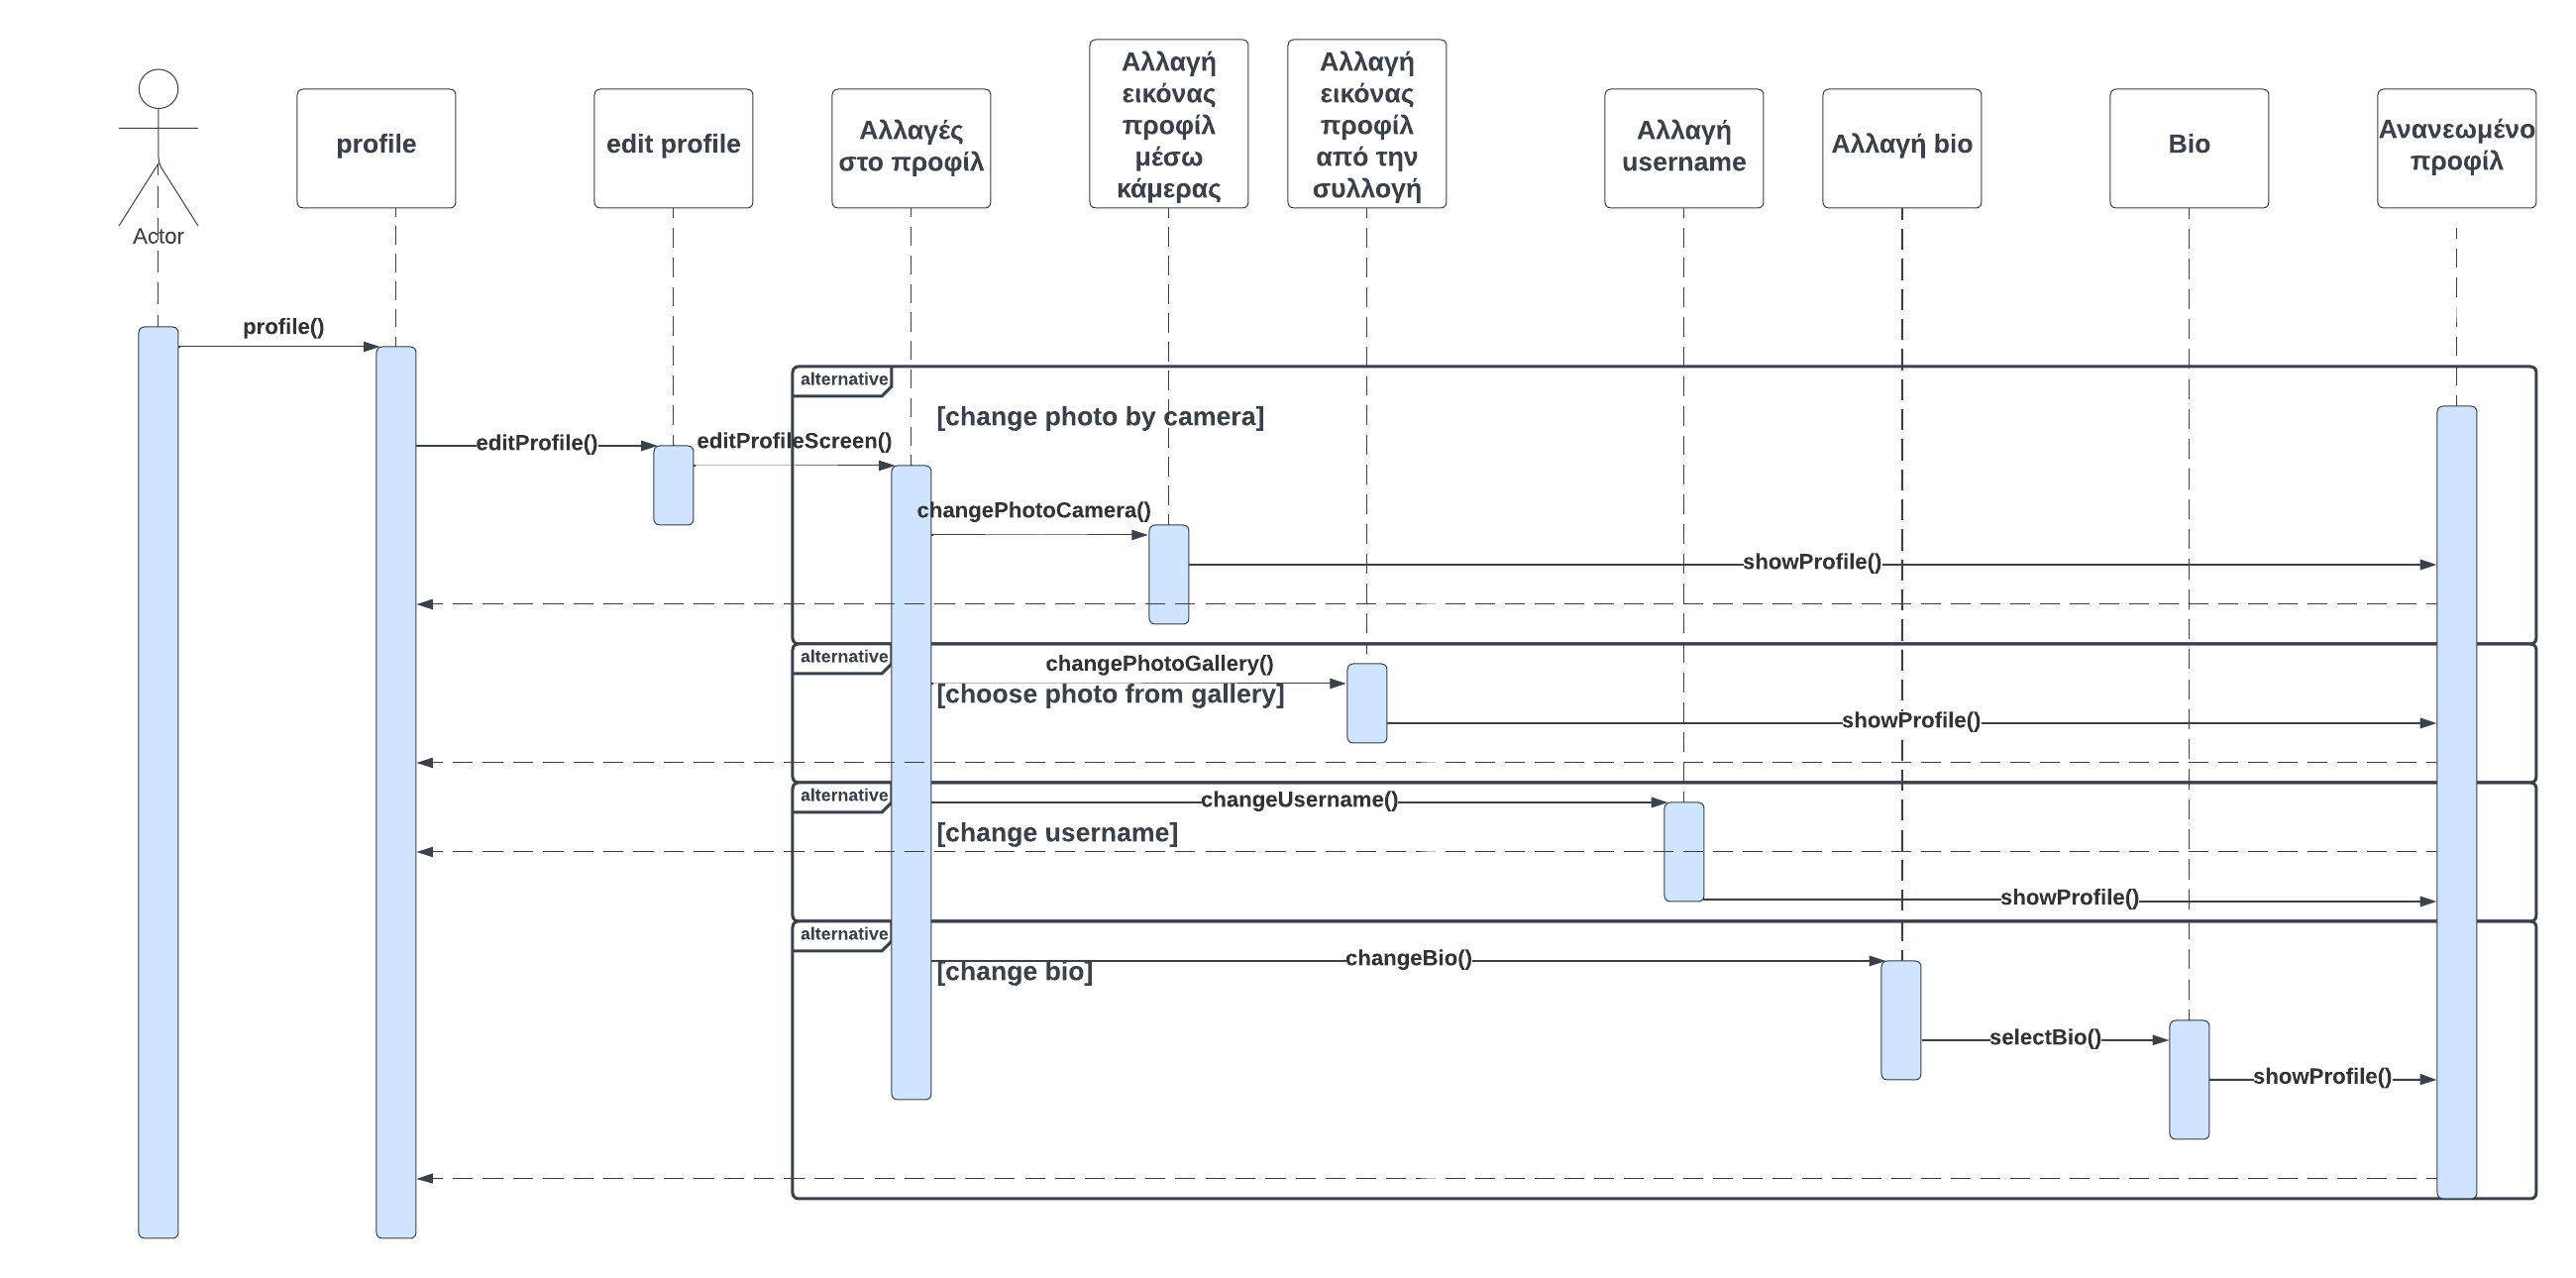 Actor
profile
edit profile
Αλλαγές
στο προφίλ
Αλλαγή
εικόνας
προφίλ
μέσω
κάμερας
Αλλαγή
εικόνας
προφίλ
από την
συλλογή
Αλλαγή
username
Αλλαγή bio
Bio
Ανανεωμένο
προφίλ
profile()
alternative
[change photo by camera]
editProfile()
editProfileScreen()
changePhotoCamera()
showProfile()
alternative
changePhotoGallery()
[choose photo from gallery]
showProfile()
alternative
changeUsername()
[change username]
showProfile()
alternative
changeBio()
[change bio]
selectBio()
showProfile()